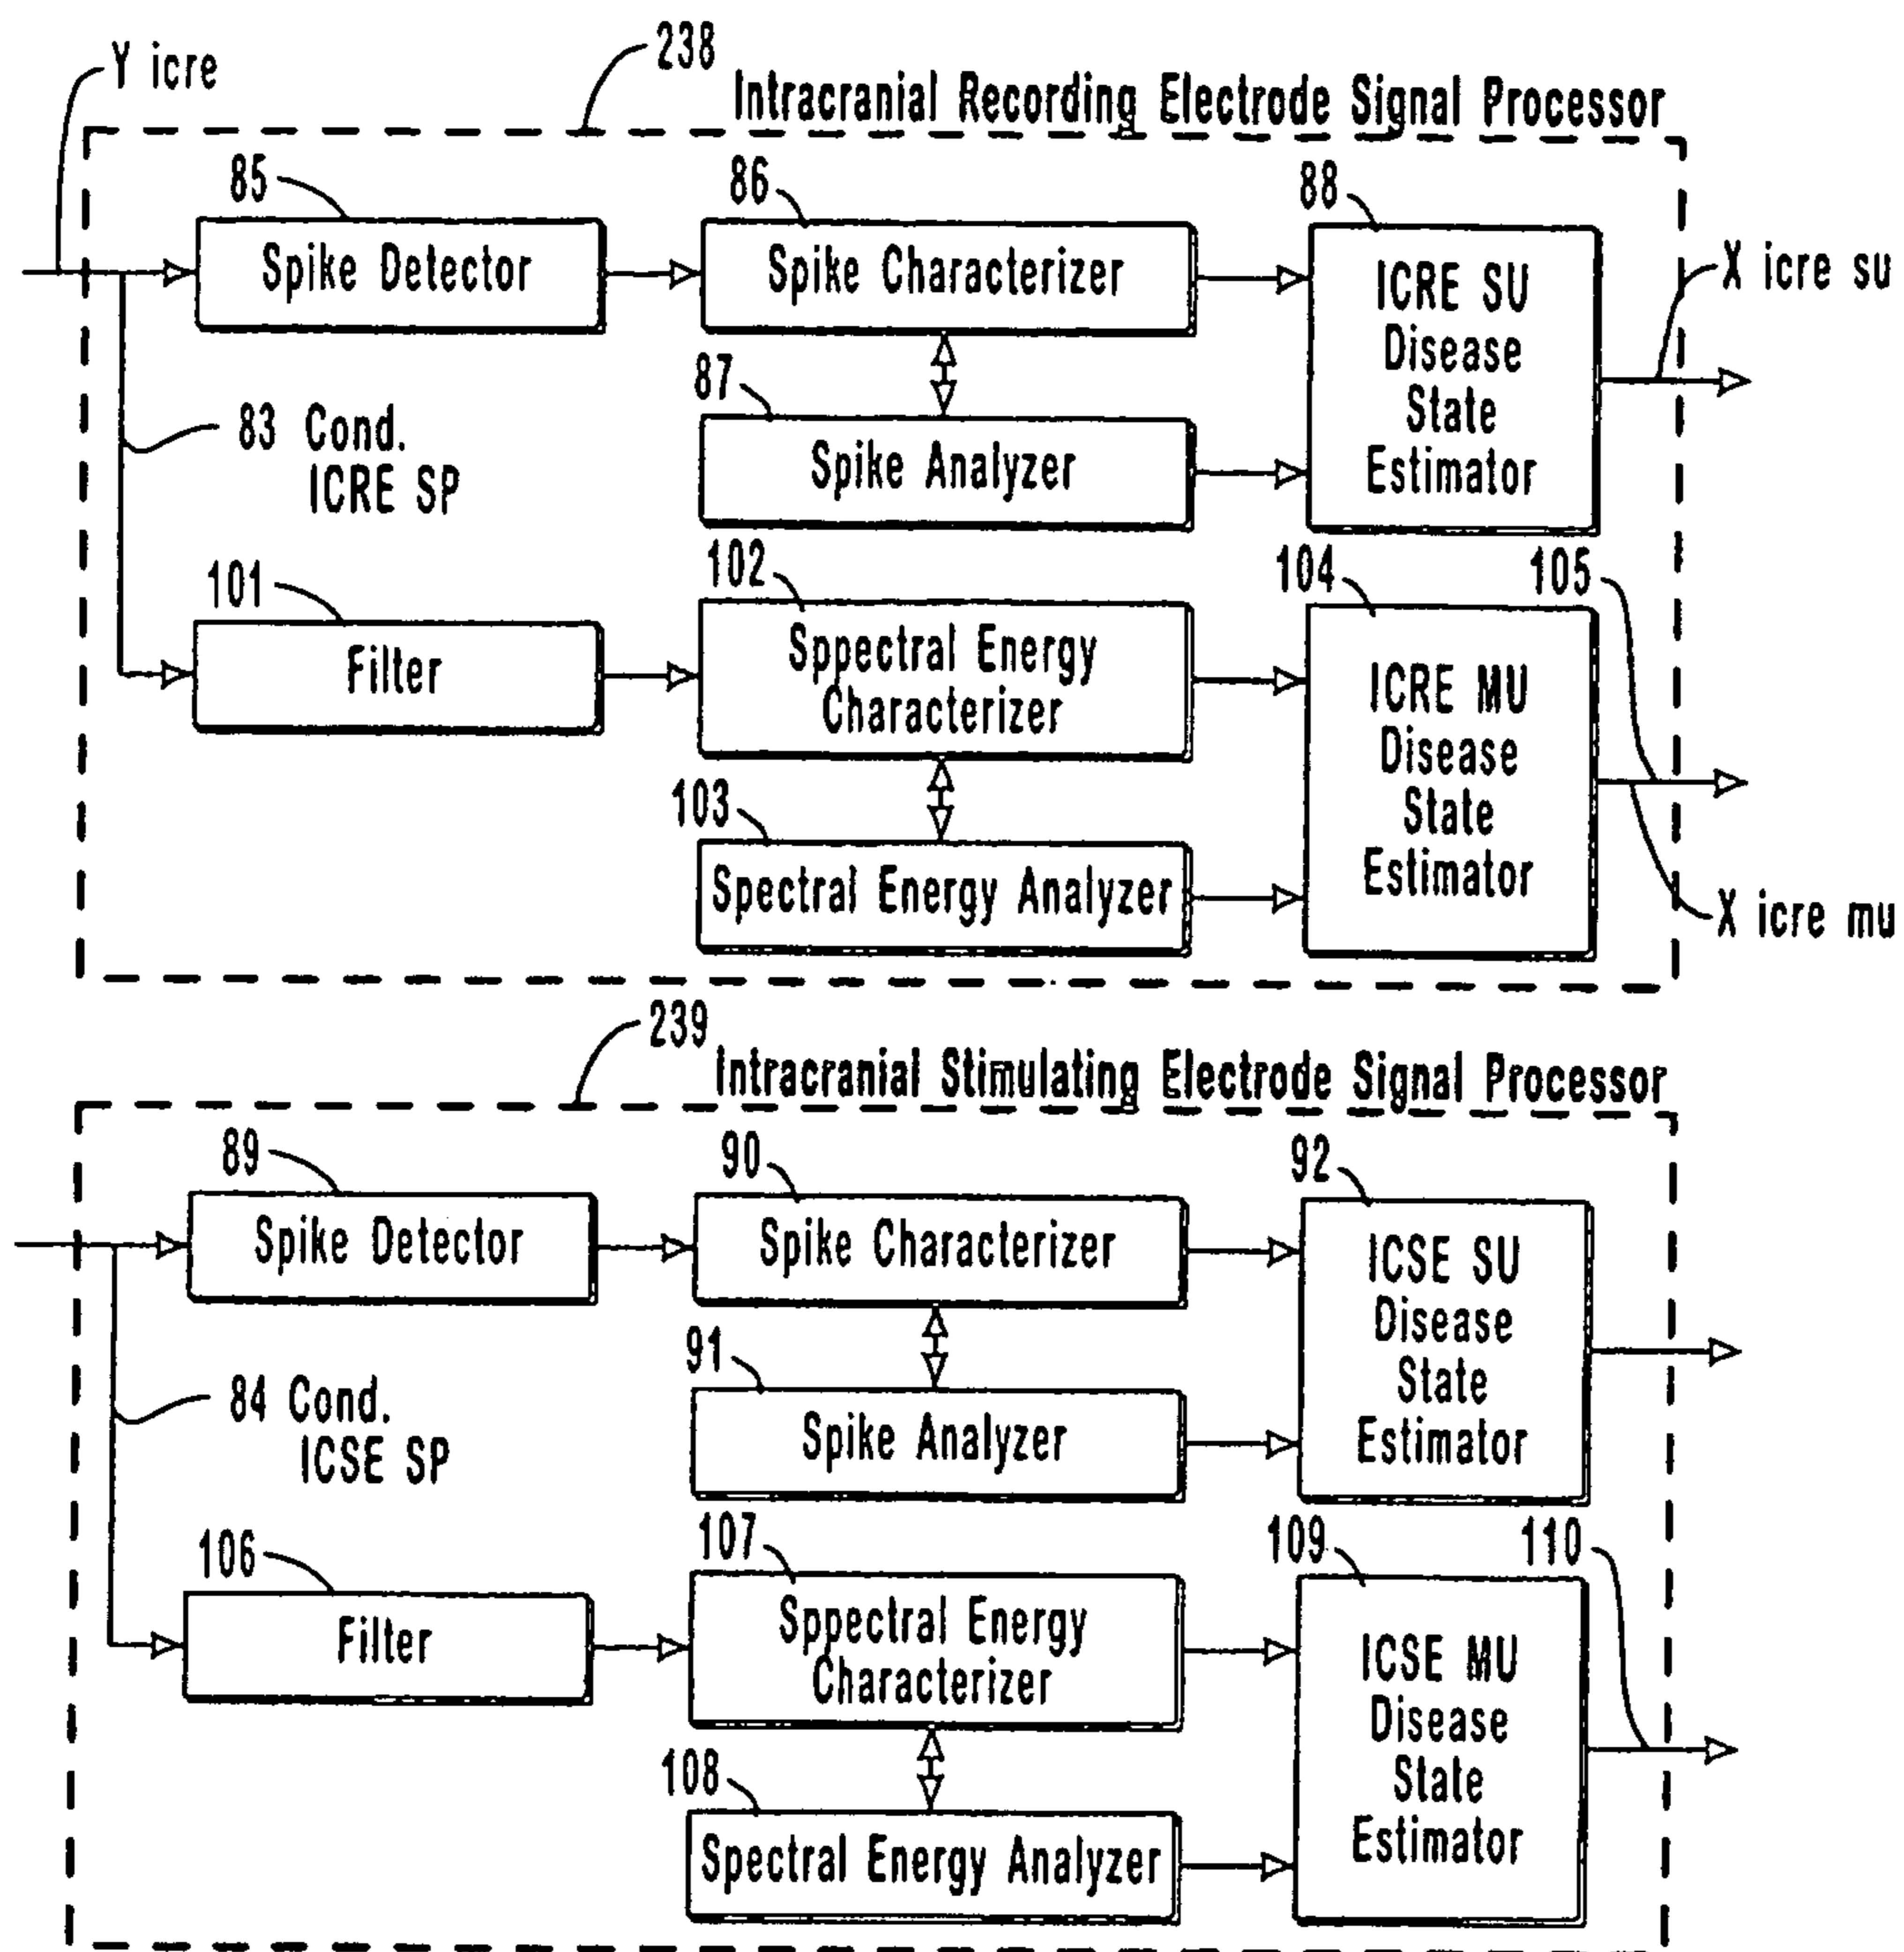 Y icre
238
Intracranial Recording Electrode Signal Processor
85
Spike Detector
86
Spike Characterizer
88
ICRE SU
Disease
State
Estimator
X icre su
87
Spike Analyzer
83 Cond.
ICRE SP
101
Filter
102
Sppectral Energy
Characterizer
104
105
ICRE MU
Disease
State
Estimator
103
Spectral Energy Analyzer
X icre mu
239
Intracranial Stimulating Electrode Signal Processor
89
Spike Detector
90
Spike Characterizer
92
ICSE SU
Disease
State
Estimator
91
Spike Analyzer
84 Cond.
ICSE SP
106
Filter
107
Sppectral Energy
Characterizer
109
110
ICSE MU
Disease
State
Estimator
108
Spectral Energy Analyzer